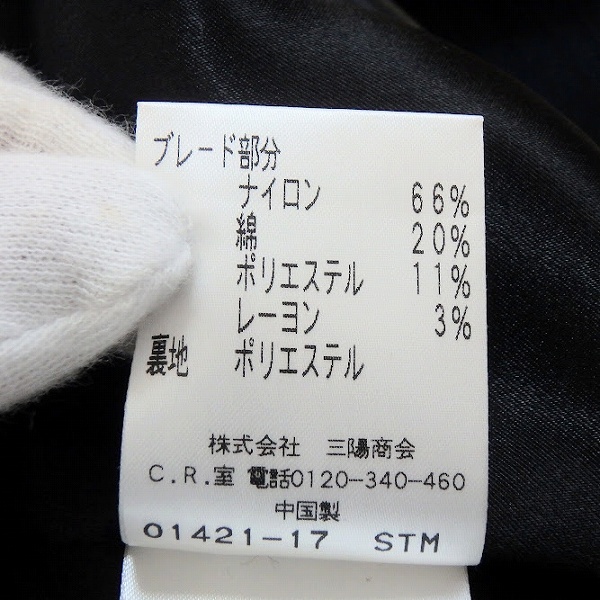 ブレード部分
ナイロン 66%
綿 20%
ポリエステル 11%
レーヨン 3%
裏地 ポリエステル
株式会社 三陽商会
C.R.室 電話0120-340-460
中国製
01421-17 STM